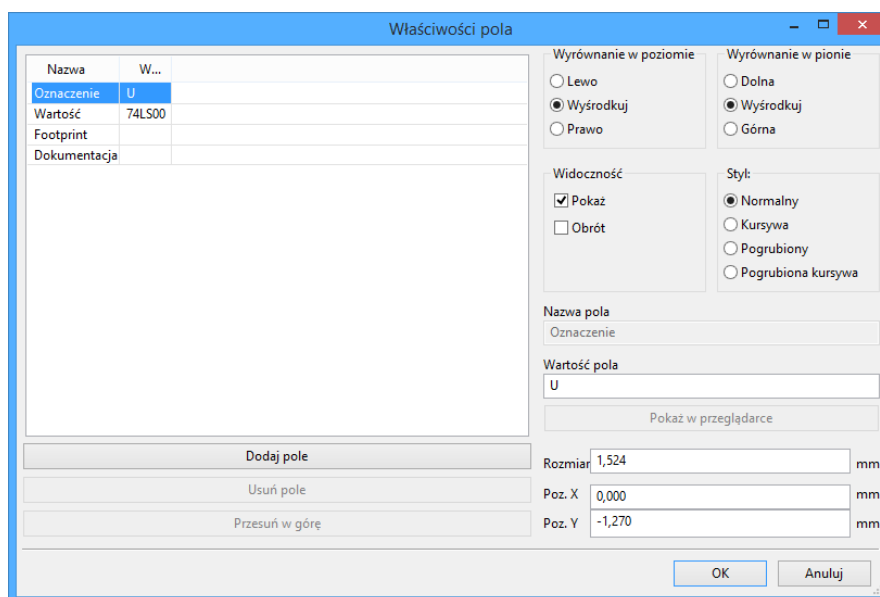 Właściwości pola
Nazwa W...
Oznaczenie U
Wartość 74LS00
Footprint
Dokumentacja
Dodaj pole
Usuń pole
Przesuń w górę
Wyrównanie w poziomie
Lewo
Wyśrodkuj
Prawo
Wyrównanie w pionie
Dolna
Wyśrodkuj
Górna
Widoczność
Pokaż
Obrót
Styl:
Normalny
Kursywa
Pogrubiony
Pogrubiona kursywa
Nazwa pola
Oznaczenie
Wartość pola
U
Pokaż w przeglądarce
Rozmiar 1,524 mm
Poz. X 0,000 mm
Poz. Y -1,270 mm
OK Anuluj